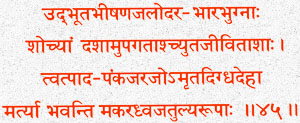 उद्भूतभीषणजलोदर-भारभुग्नाः
शोच्यां दशामुपगताश्च्युतजीविताशाः।
त्वत्पाद-पंकजरजोऽमृतदिग्धदेहा
मर्त्या भवन्ति मकरध्वजतुल्यरूपाः ॥४५॥